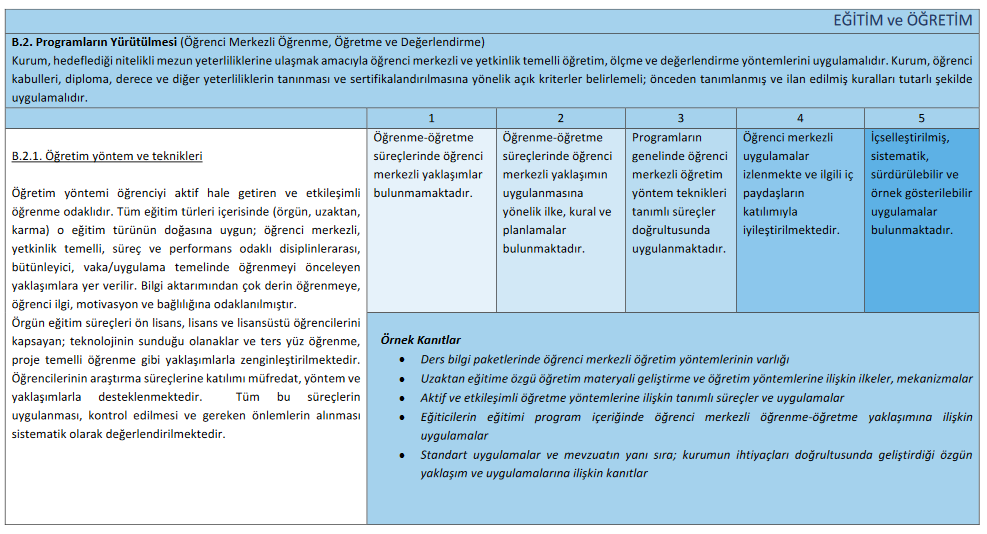 EĞİTİM ve ÖĞRETİM
B.2. Programların Yürütülmesi (Öğrenci Merkezli Öğrenme, Öğretme ve Değerlendirme)
Kurum, hedeflediği nitelikli mezun yeterliliklerine ulaşmak amacıyla öğrenci merkezli ve yetkinlik temelli öğretim, ölçme ve değerlendirme yöntemlerini uygulamalıdır. Kurum, öğrenci
kabulleri, diploma, derece ve diğer yeterliliklerin tanınması ve sertifikalandırılmasına yönelik açık kriterler belirlemeli; önceden tanımlanmış ve ilan edilmiş kuralları tutarlı şekilde
uygulamalıdır.
1 2 3 4 5
B.2.1. Öğretim yöntem ve teknikleri
Öğretim yöntemi öğrenciyi aktif hale getiren ve etkileşimli
öğrenme odaklıdır. Tüm eğitim türleri içerisinde (örgün, uzaktan,
karma) o eğitim türünün doğasına uygun; öğrenci merkezli,
yetkinlik temelli, süreç ve performans odaklı disiplinlerarası,
bütünleyici, vaka/uygulama temelinde öğrenmeyi önceleyen
yaklaşımlara yer verilir. Bilgi aktarımından çok derin öğrenmeye,
öğrenci ilgi, motivasyon ve bağlılığına odaklanılmıştır.
Örgün eğitim süreçleri ön lisans, lisans ve lisansüstü öğrencilerini
kapsayan; teknolojinin sunduğu olanaklar ve ters yüz öğrenme,
proje temelli öğrenme gibi yaklaşımlarla zenginleştirilmektedir.
Öğrencilerinin araştırma süreçlerine katılımı müfredat, yöntem ve
yaklaşımlarla desteklenmektedir. Tüm bu süreçlerin
uygulanması, kontrol edilmesi ve gereken önlemlerin alınması
sistematik olarak değerlendirilmektedir.
Öğrenme-öğretme
süreçlerinde öğrenci
merkezli yaklaşımlar
bulunmamaktadır.
Öğrenme-öğretme
süreçlerinde öğrenci
merkezli yaklaşımın
uygulanmasına
yönelik ilke, kural ve
planlamalar
bulunmaktadır.
Programların
genelinde öğrenci
merkezli öğretim
yöntem teknikleri
tanımlı süreçler
doğrultusunda
uygulanmaktadır.
Öğrenci merkezli
uygulamalar
izlenmekte ve ilgili iç
paydaşların
katılımıyla
iyileştirilmektedir.
İçselleştirilmiş,
sistematik,
sürdürülebilir ve
örnek gösterilebilir
uygulamalar
bulunmaktadır.
Örnek Kanıtlar
• Ders bilgi paketlerinde öğrenci merkezli öğretim yöntemlerinin varlığı
• Uzaktan eğitime özgü öğretim materyali geliştirme ve öğretim yöntemlerine ilişkin ilkeler, mekanizmalar
• Aktif ve etkileşimli öğretme yöntemlerine ilişkin tanımlı süreçler ve uygulamalar
• Eğiticilerin eğitimi program içeriğinde öğrenci merkezli öğrenme-öğretme yaklaşımına ilişkin
uygulamalar
• Standart uygulamalar ve mevzuatın yanı sıra; kurumun ihtiyaçları doğrultusunda geliştirdiği özgün
yaklaşım ve uygulamalarına ilişkin kanıtlar